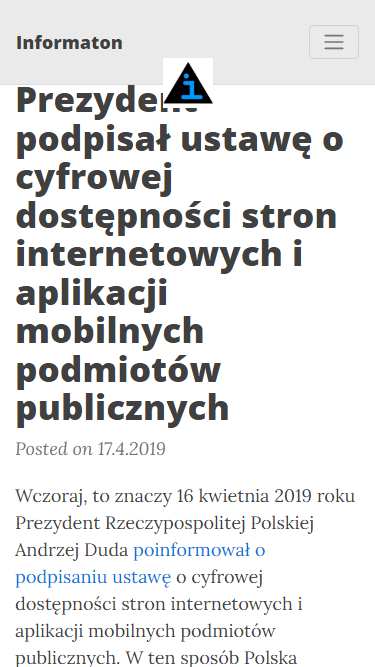 Informaton
i
Prezydent
podpisał ustawę o
cyfrowej
dostępności stron
internetowych i
aplikacji
mobilnych
podmiotów
publicznych
Posted on 17.4.2019
Wczoraj, to znaczy 16 kwietnia 2019 roku
Prezydent Rzeczypospolitej Polskiej
Andrzej Duda poinformował o
podpisaniu ustawę o cyfrowej
dostępności stron internetowych i
aplikacji mobilnych podmiotów
publicznych. W ten sposób Polska